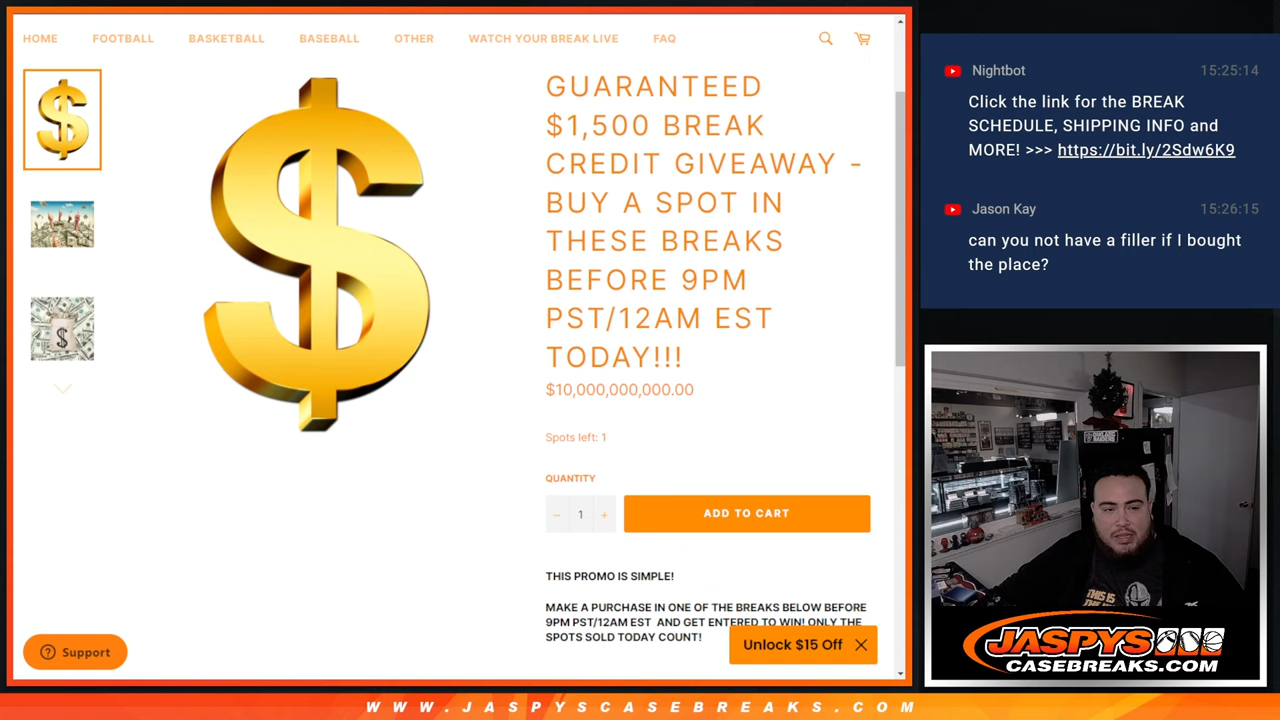 HOME FOOTBALL BASKETBALL BASEBALL OTHER WATCH YOUR BREAK LIVE FAQ
GUARANTEED
$1,500 BREAK
CREDIT GIVEAWAY -
BUY A SPOT IN
THESE BREAKS
BEFORE 9PM
PST/12AM EST
TODAY!!!
$10,000,000,000.00
Spots left: 1
QUANTITY
− 1 +
ADD TO CART
THIS PROMO IS SIMPLE!
MAKE A PURCHASE IN ONE OF THE BREAKS BELOW BEFORE
9PM PST/12AM EST AND GET ENTERED TO WIN! ONLY THE
SPOTS SOLD TODAY COUNT!
Unlock $15 Off
Support
Nightbot 15:25:14
Click the link for the BREAK
SCHEDULE, SHIPPING INFO and
MORE! >>> https://bit.ly/2Sdw6K9
Jason Kay 15:26:15
can you not have a filler if I bought
the place?
THIS IS
JASPYS
CASEBREAKS.COM
WWW.JASPYSCASEBREAKS.COM